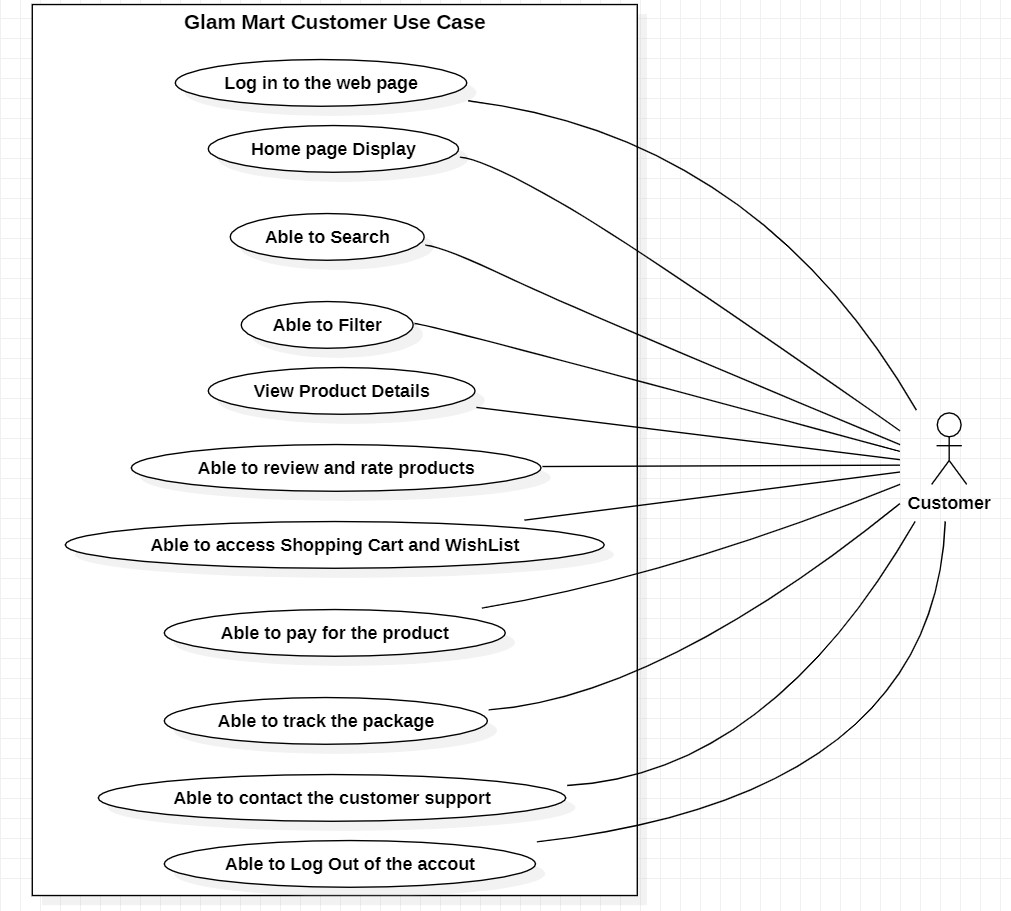 Glam Mart Customer Use Case
Log in to the web page
Home page Display
Able to Search
Able to Filter
View Product Details
Able to review and rate products
Customer
Able to access Shopping Cart and WishList
Able to pay for the product
Able to track the package
Able to contact the customer support
Able to Log Out of the accout